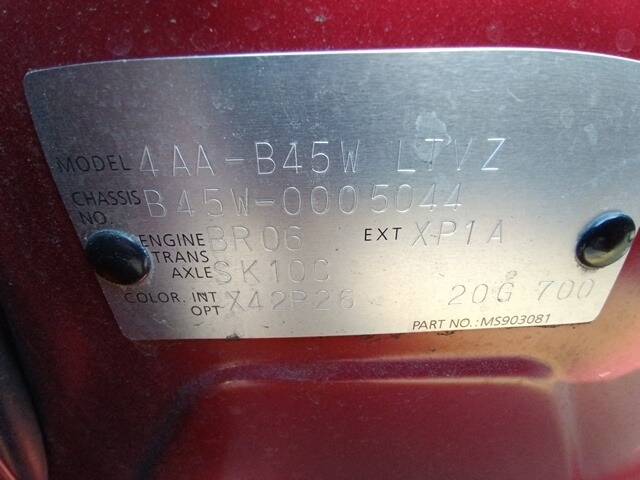 MODEL 4AA-B45W LTVZ
CHASSIS NO. B45W-0005044
ENGINE BR06 EXT XP1A
TRANS AXLE SK10C
COLOR. INT OPT X42P26 20G 700
PART NO.:MS903081